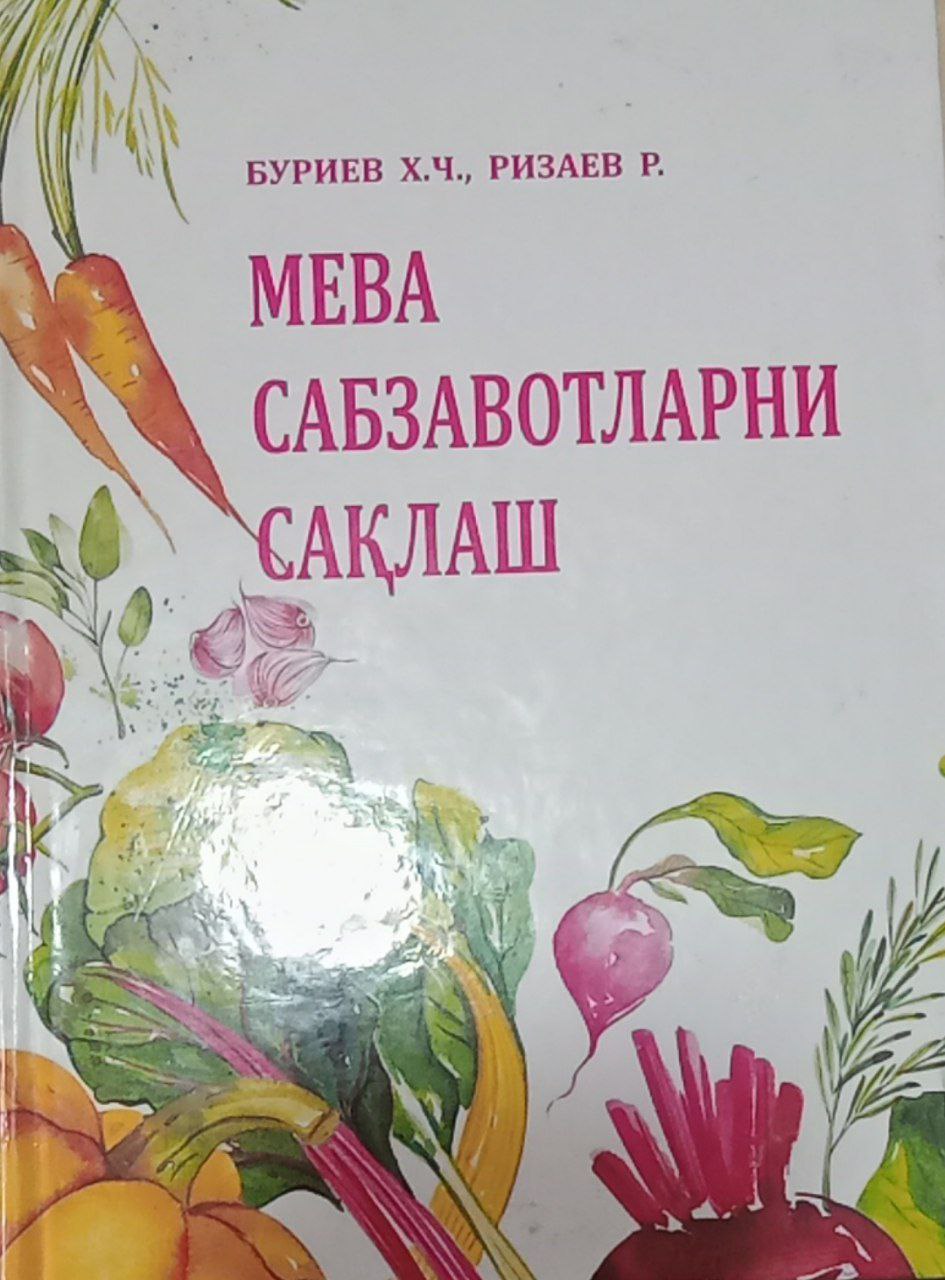 БУРИЕВ Х.Ч., РИЗАЕВ Р.
МЕВА
САБЗАВОТЛАРНИ
САҚЛАШ